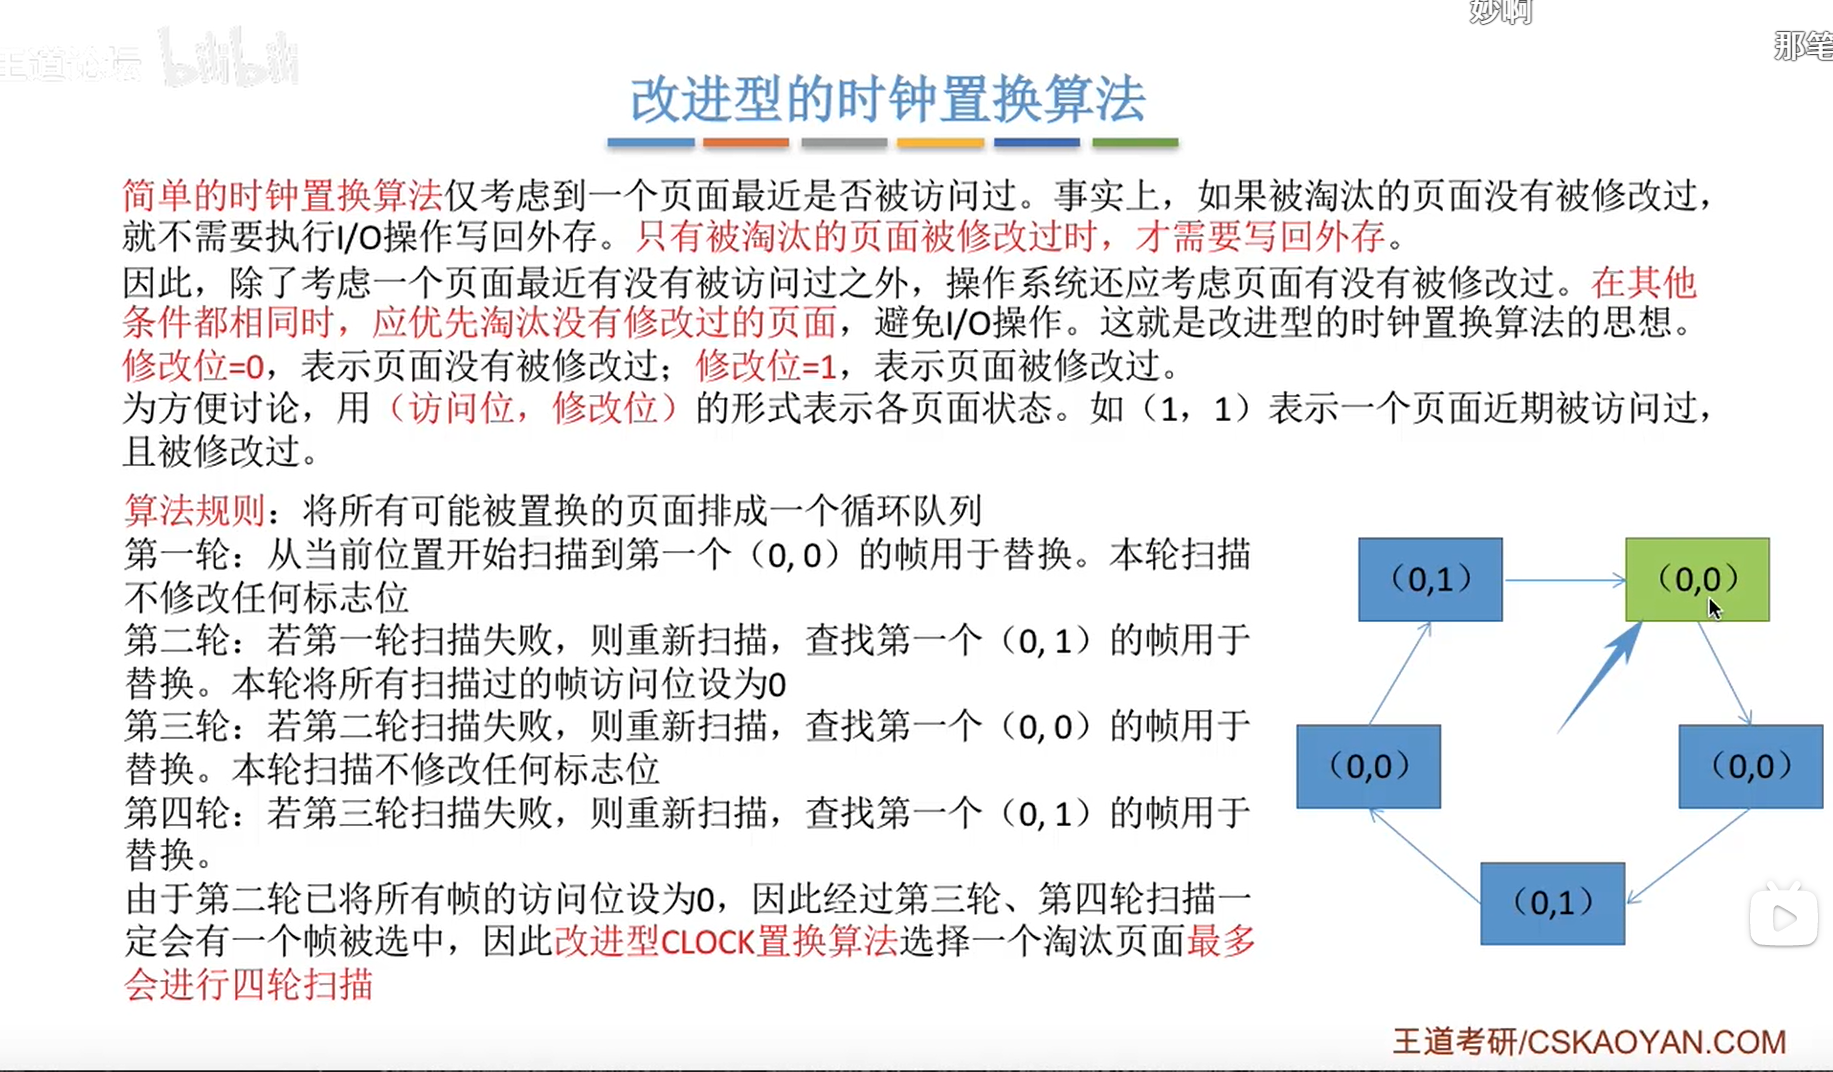 妙啊
那笔
王道论坛 bilibili
改进型的时钟置换算法
简单的时钟置换算法仅考虑到一个页面最近是否被访问过。事实上，如果被淘汰的页面没有被修改过，
就不需要执行I/O操作写回外存。只有被淘汰的页面被修改过时，才需要写回外存。
因此，除了考虑一个页面最近有没有被访问过之外，操作系统还应考虑页面有没有被修改过。在其他
条件都相同时，应优先淘汰没有修改过的页面，避免I/O操作。这就是改进型的时钟置换算法的思想。
修改位=0，表示页面没有被修改过；修改位=1，表示页面被修改过。
为方便讨论，用（访问位，修改位）的形式表示各页面状态。如（1，1）表示一个页面近期被访问过，
且被修改过。
算法规则：将所有可能被置换的页面排成一个循环队列
第一轮：从当前位置开始扫描到第一个（0, 0）的帧用于替换。本轮扫描
不修改任何标志位
第二轮：若第一轮扫描失败，则重新扫描，查找第一个（0, 1）的帧用于
替换。本轮将所有扫描过的帧访问位设为0
第三轮：若第二轮扫描失败，则重新扫描，查找第一个（0, 0）的帧用于
替换。本轮扫描不修改任何标志位
第四轮：若第三轮扫描失败，则重新扫描，查找第一个（0, 1）的帧用于
替换。
由于第二轮已将所有帧的访问位设为0，因此经过第三轮、第四轮扫描一
定会有一个帧被选中，因此改进型CLOCK置换算法选择一个淘汰页面最多
会进行四轮扫描
（0,1）
（0,0）
（0,0）
（0,0）
（0,1）
王道考研/CSKAOYAN.COM